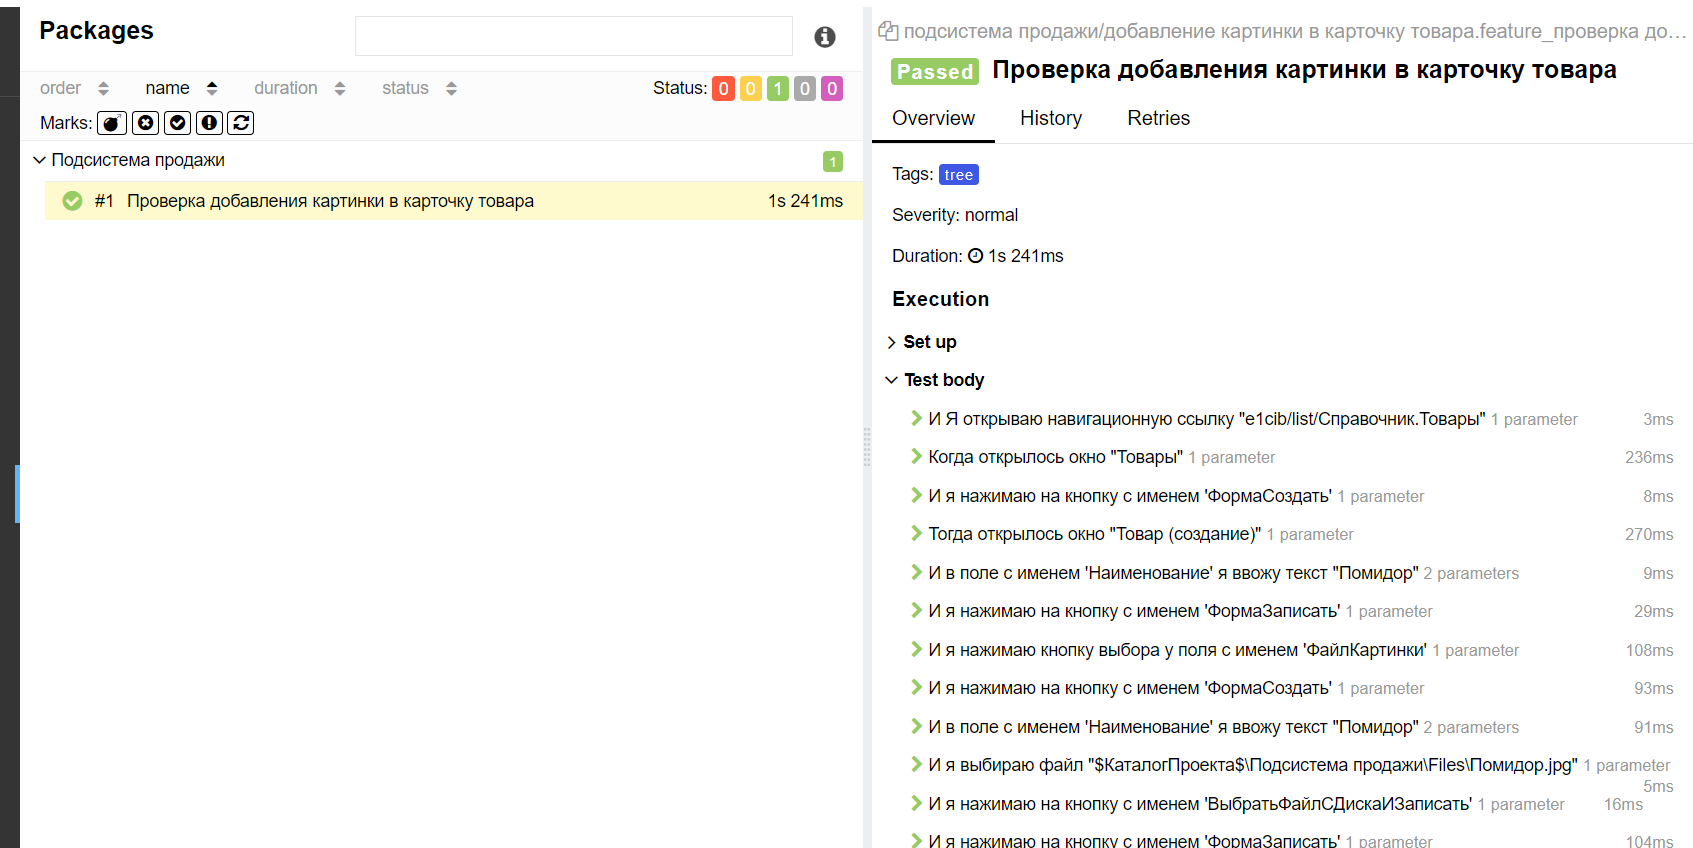 Packages
order name duration status Status: 0 0 1 0 0
Marks:
Подсистема продажи 1
#1 Проверка добавления картинки в карточку товара 1s 241ms
подсистема продажи/добавление картинки в карточку товара.feature_проверка до...
Passed Проверка добавления картинки в карточку товара
Overview History Retries
Tags: tree
Severity: normal
Duration: 1s 241ms
Execution
Set up
Test body
И Я открываю навигационную ссылку "e1cib/list/Справочник.Товары" 1 parameter 3ms
Когда открылось окно "Товары" 1 parameter 236ms
И я нажимаю на кнопку с именем 'ФормаСоздать' 1 parameter 8ms
Тогда открылось окно "Товар (создание)" 1 parameter 270ms
И в поле с именем 'Наименование' я ввожу текст "Помидор" 2 parameters 9ms
И я нажимаю на кнопку с именем 'ФормаЗаписать' 1 parameter 29ms
И я нажимаю кнопку выбора у поля с именем 'ФайлКартинки' 1 parameter 108ms
И я нажимаю на кнопку с именем 'ФормаСоздать' 1 parameter 93ms
И в поле с именем 'Наименование' я ввожу текст "Помидор" 2 parameters 91ms
И я выбираю файл "$КаталогПроекта$\Подсистема продажи\Files\Помидор.jpg" 1 parameter
5ms
И я нажимаю на кнопку с именем 'ВыбратьФайлСДискаИЗаписать' 1 parameter 16ms
И я нажимаю на кнопку с именем 'ФормаЗаписать' 1 parameter 104ms